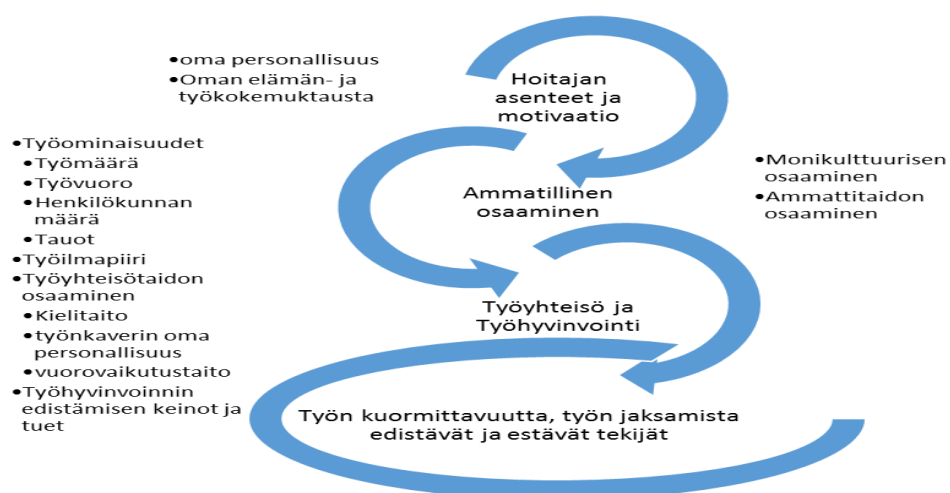 •oma personallisuus
•Oman elämän- ja
työkokemuktausta
Hoitajan
asenteet ja
motivaatio
•Työominaisuudet
•Työmäärä
•Työvuoro
•Henkilökunnan
määrä
•Tauot
•Työilmapiiri
•Työyhteisötaidon
osaaminen
•Kielitaito
•työnkaverin oma
personallisuus
•vuorovaikutustaito
•Työhyvinvoinnin
edistämisen keinot ja
tuet
Ammatillinen
osaaminen
•Monikulttuurisen
osaaminen
•Ammattitaidon
osaaminen
Työyhteisö ja
Työhyvinvointi
Työn kuormittavuutta, työn jaksamista
edistävät ja estävät tekijät